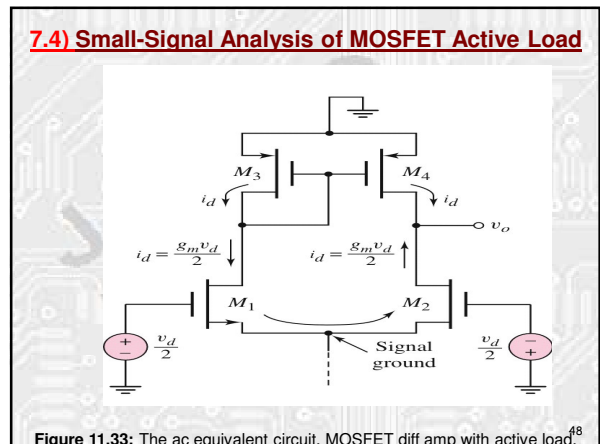 7.4) Small-Signal Analysis of MOSFET Active Load
M3 M4
id id
vo
id = gmvd/2 id = gmvd/2
M1 M2
+ − vd/2 Signal ground vd/2 − +
Figure 11.33: The ac equivalent circuit, MOSFET diff amp with active load.
48